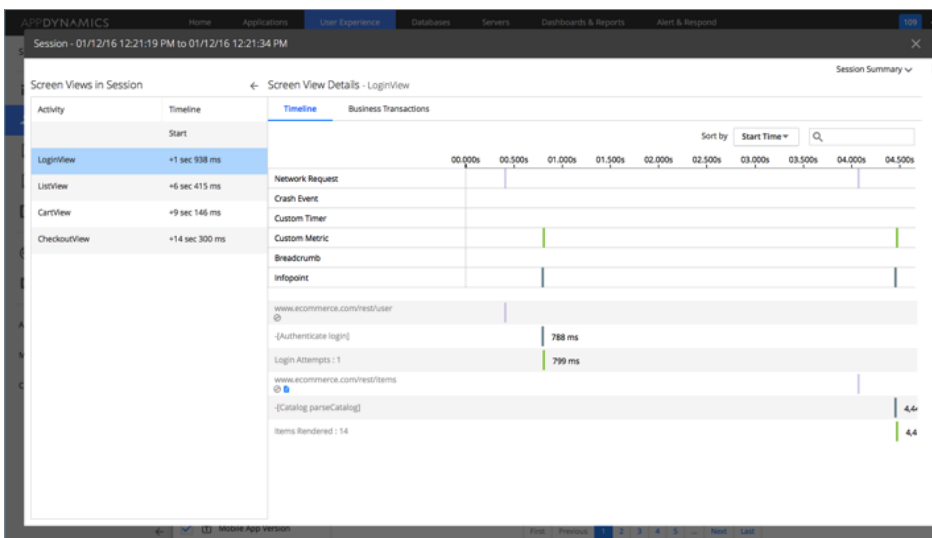 APPDYNAMICS Home Applications User Experience Databases Servers Dashboards & Reports Alert & Respond 109
Session - 01/12/16 12:21:19 PM to 01/12/16 12:21:34 PM
Session Summary
Screen Views in Session
Activity Timeline
Start
LoginView +1 sec 938 ms
ListView +6 sec 415 ms
CartView +9 sec 146 ms
CheckoutView +14 sec 300 ms
Screen View Details - LoginView
Timeline Business Transactions
Sort by Start Time
00.000s 00.500s 01.000s 01.500s 02.000s 02.500s 03.000s 03.500s 04.000s 04.500s
Network Request
Crash Event
Custom Timer
Custom Metric
Breadcrumb
Infopoint
www.ecommerce.com/rest/user
-[Authenticate login] 788 ms
Login Attempts : 1 799 ms
www.ecommerce.com/rest/items
-[Catalog parseCatalog] 4,4
Items Rendered : 14 4,4
Mobile App Version
First Previous 1 2 3 4 5 ... Next Last